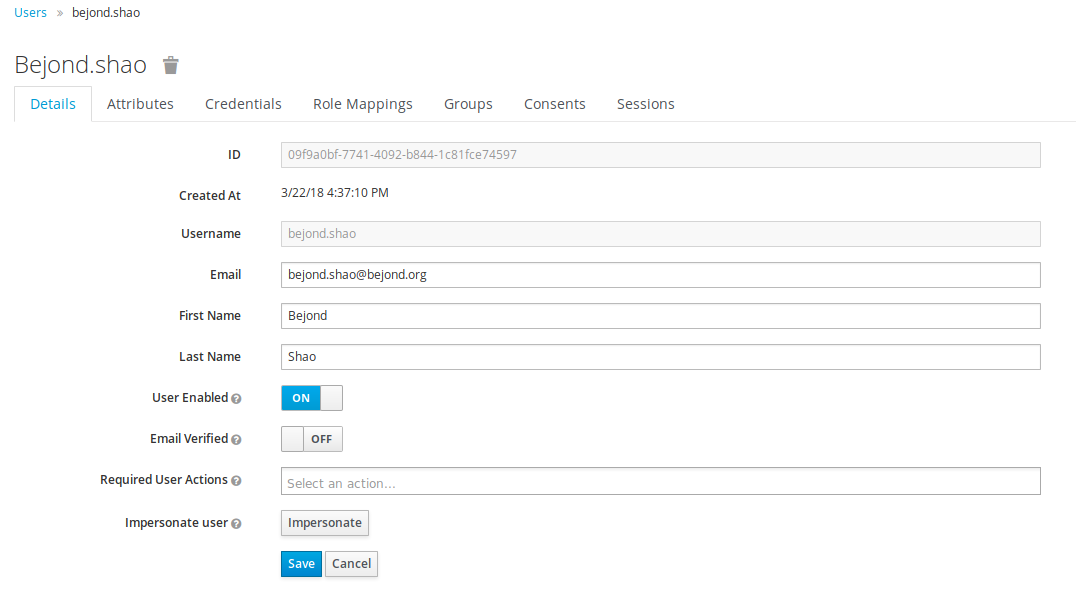 Users » bejond.shao
Bejond.shao
Details Attributes Credentials Role Mappings Groups Consents Sessions
ID 09f9a0bf-7741-4092-b844-1c81fce74597
Created At 3/22/18 4:37:10 PM
Username bejond.shao
Email bejond.shao@bejond.org
First Name Bejond
Last Name Shao
User Enabled ? ON
Email Verified ? OFF
Required User Actions ? Select an action...
Impersonate user ? Impersonate
Save Cancel